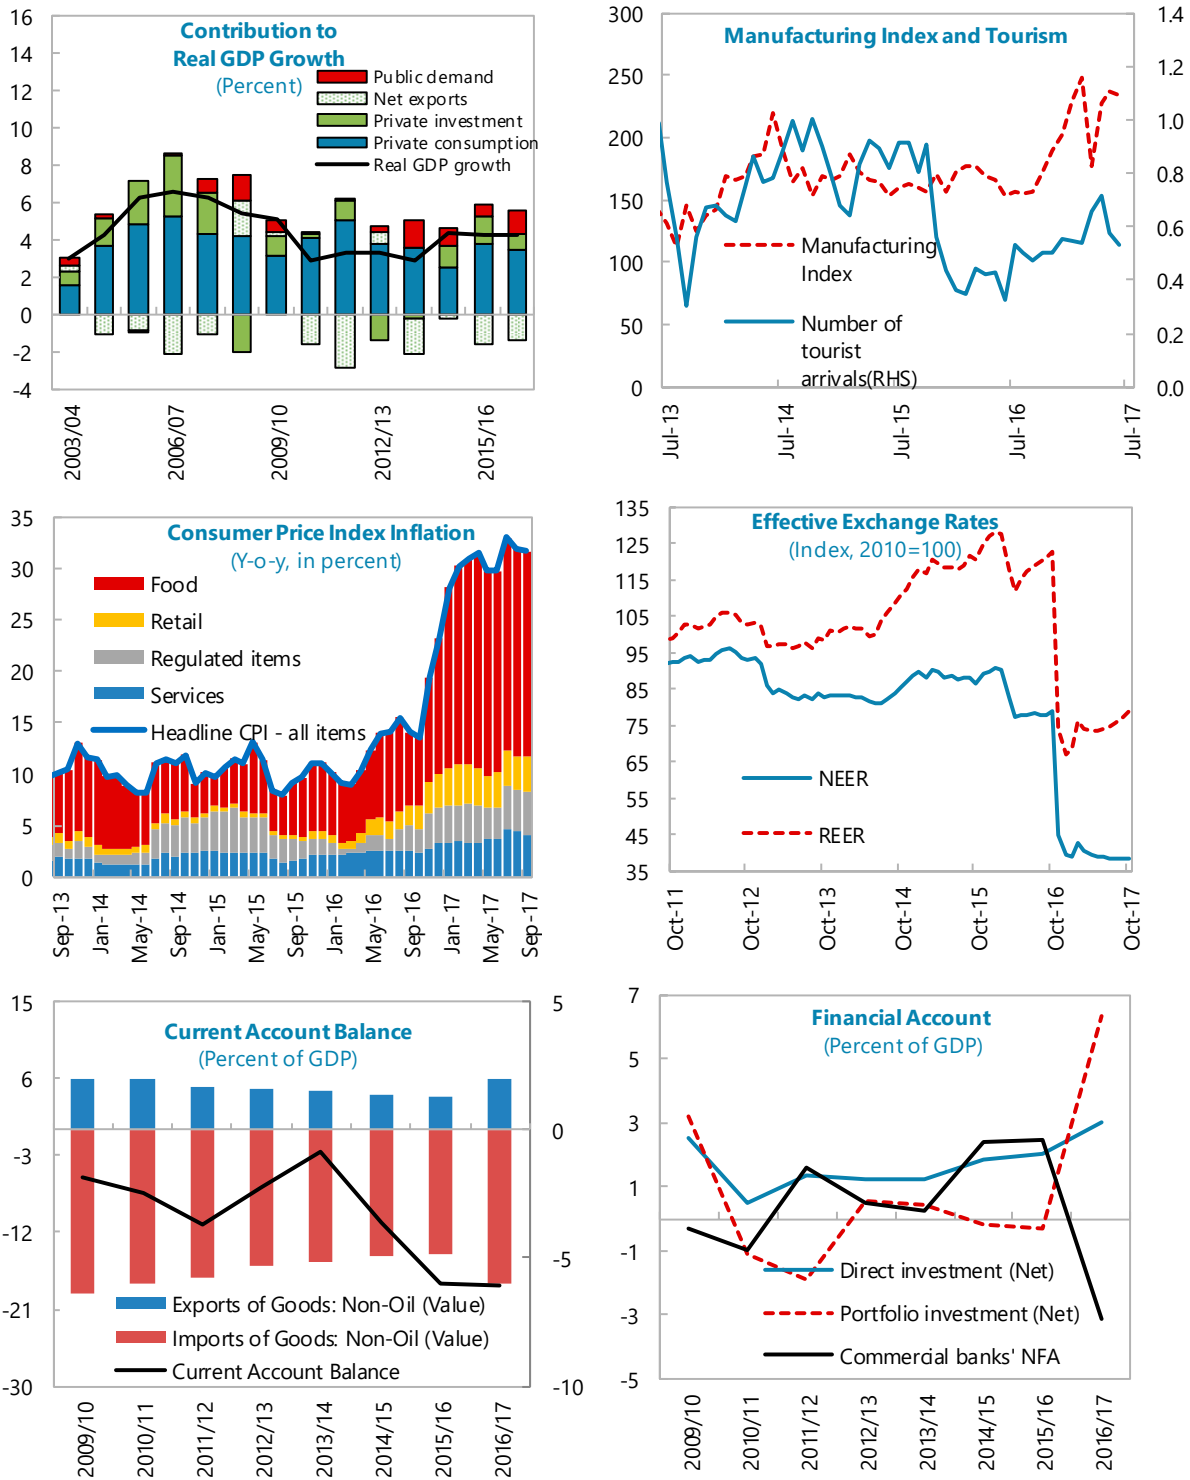 Contribution to
Real GDP Growth
(Percent)
16
14
12
10
8
6
4
2
0
-2
-4
Public demand
Net exports
Private investment
Private consumption
Real GDP growth
2003/04
2006/07
2009/10
2012/13
2015/16
Manufacturing Index and Tourism
300
250
200
150
100
50
0
1.4
1.2
1.0
0.8
0.6
0.4
0.2
0.0
Manufacturing
Index
Number of
tourist
arrivals(RHS)
Jul-13
Jul-14
Jul-15
Jul-16
Jul-17
Consumer Price Index Inflation
(Y-o-y, in percent)
35
30
25
20
15
10
5
0
Food
Retail
Regulated items
Services
Headline CPI - all items
Sep-13
Jan-14
May-14
Sep-14
Jan-15
May-15
Sep-15
Jan-16
May-16
Sep-16
Jan-17
May-17
Sep-17
Effective Exchange Rates
(Index, 2010=100)
135
125
115
105
95
85
75
65
55
45
35
NEER
REER
Oct-11
Oct-12
Oct-13
Oct-14
Oct-15
Oct-16
Oct-17
Current Account Balance
(Percent of GDP)
15
6
-3
-12
-21
-30
5
0
-5
-10
Exports of Goods: Non-Oil (Value)
Imports of Goods: Non-Oil (Value)
Current Account Balance
2009/10
2010/11
2011/12
2012/13
2013/14
2014/15
2015/16
2016/17
Financial Account
(Percent of GDP)
7
5
3
1
-1
-3
-5
Direct investment (Net)
Portfolio investment (Net)
Commercial banks' NFA
2009/10
2010/11
2011/12
2012/13
2013/14
2014/15
2015/16
2016/17